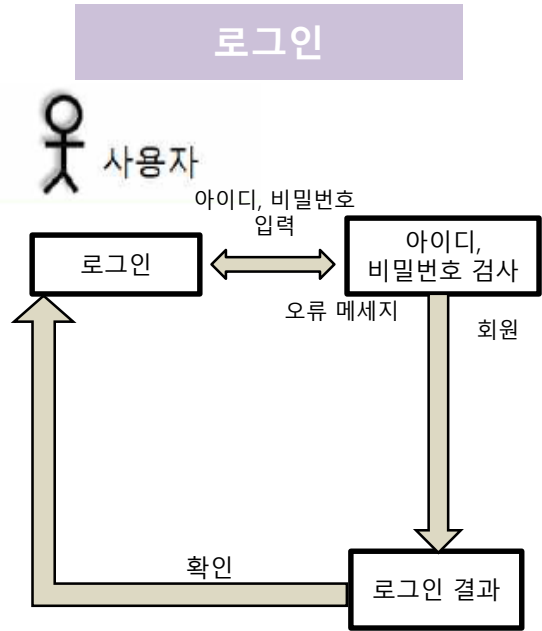 로그인
사용자
아이디, 비밀번호
입력
로그인
아이디,
비밀번호 검사
오류 메세지
회원
확인
로그인 결과